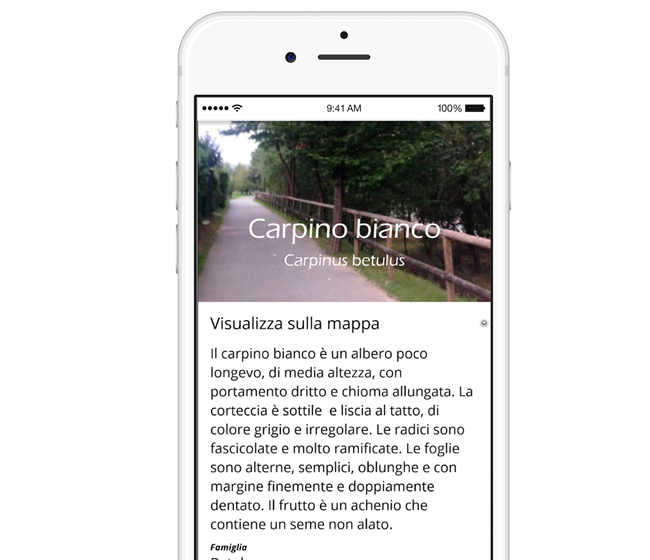 9:41 AM
100%
Carpino bianco
Carpinus betulus
Visualizza sulla mappa
Il carpino bianco è un albero poco
longevo, di media altezza, con
portamento dritto e chioma allungata. La
corteccia è sottile  e liscia al tatto, di
colore grigio e irregolare. Le radici sono
fascicolate e molto ramificate. Le foglie
sono alterne, semplici, oblunghe e con
margine finemente e doppiamente
dentato. Il frutto è un achenio che
contiene un seme non alato.
Famiglia